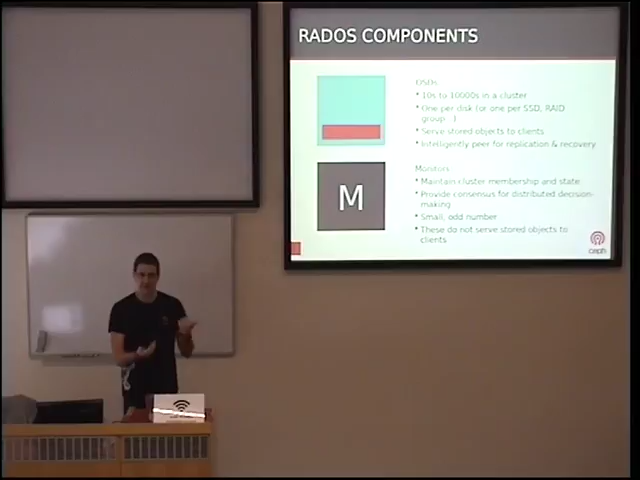 RADOS COMPONENTS
OSDs
• 10s to 10000s in a cluster
• One per disk (or one per SSD, RAID
group…)
• Serve stored objects to clients
• Intelligently peer for replication & recovery
M
Monitors
• Maintain cluster membership and state
• Provide consensus for distributed decision-
making
• Small, odd number
• These do not serve stored objects to
clients
ceph